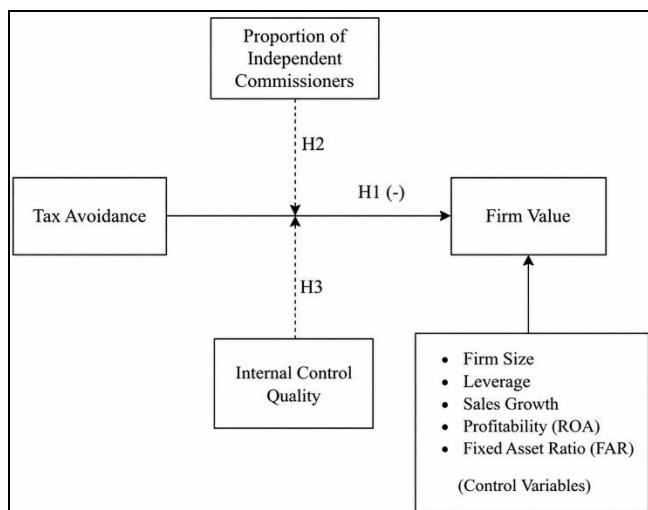 Proportion of
Independent
Commissioners
H2
H1 (-)
Tax Avoidance
Firm Value
H3
Internal Control
Quality
• Firm Size
• Leverage
• Sales Growth
• Profitability (ROA)
• Fixed Asset Ratio (FAR)
(Control Variables)